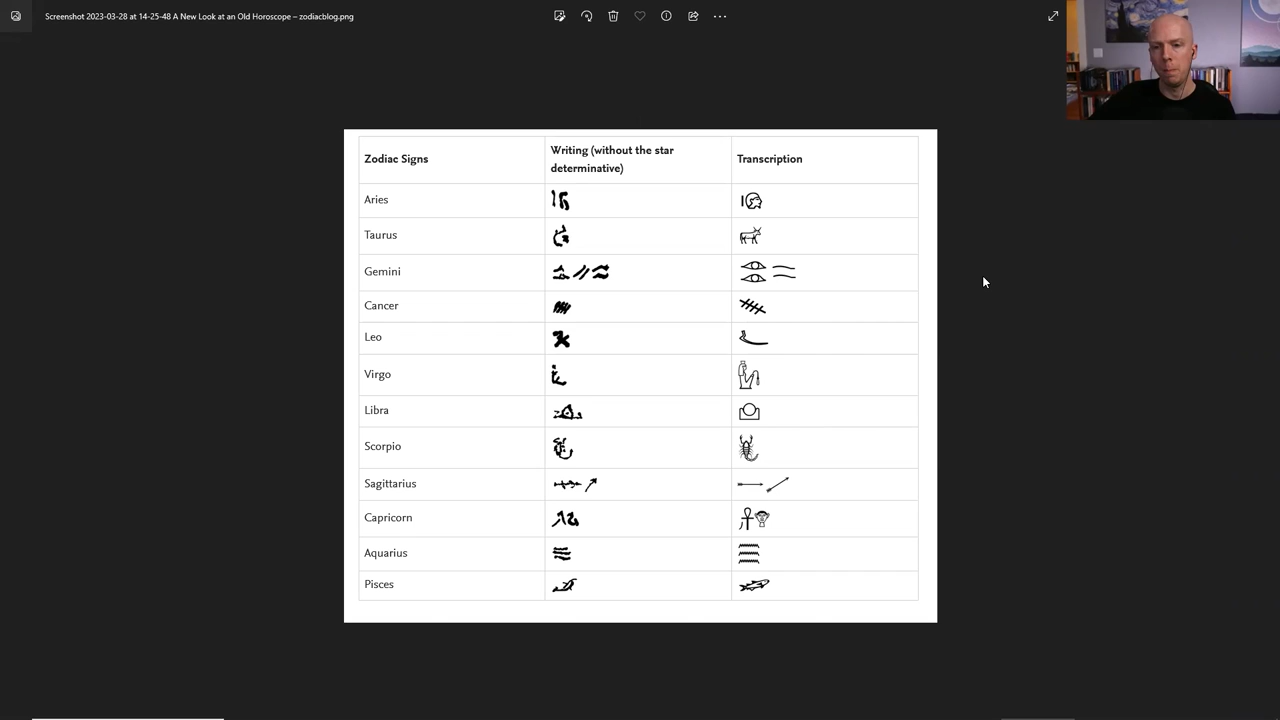 Screenshot 2023-03-28 at 14-25-48 A New Look at an Old Horoscope – zodiacblog.png
Zodiac Signs Writing (without the star determinative) Transcription
Aries
Taurus
Gemini
Cancer
Leo
Virgo
Libra
Scorpio
Sagittarius
Capricorn
Aquarius
Pisces